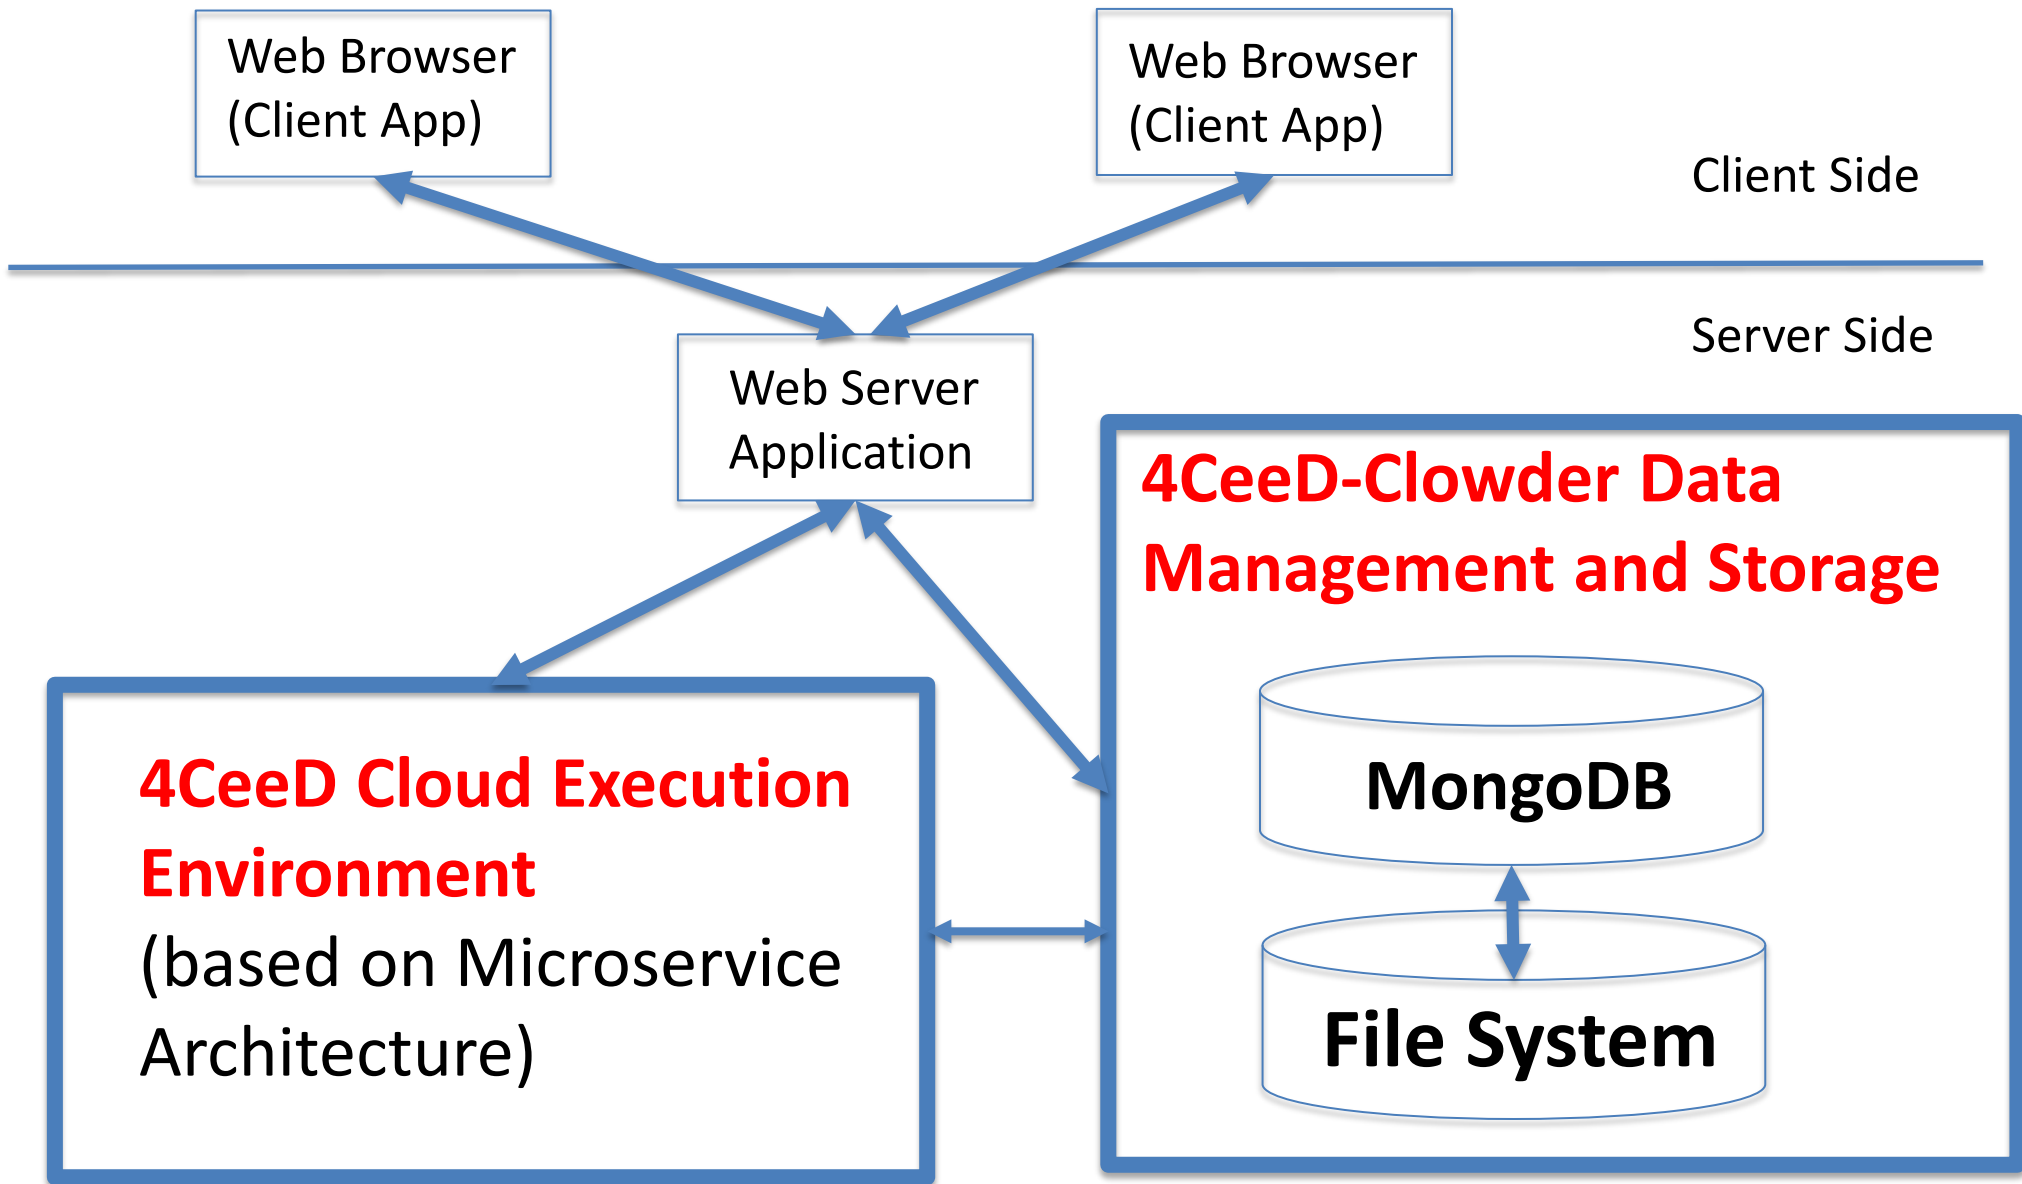 Web Browser
(Client App)
Web Browser
(Client App)
Client Side
Server Side
Web Server
Application
4CeeD-Clowder Data
Management and Storage
MongoDB
File System
4CeeD Cloud Execution
Environment
(based on Microservice
Architecture)